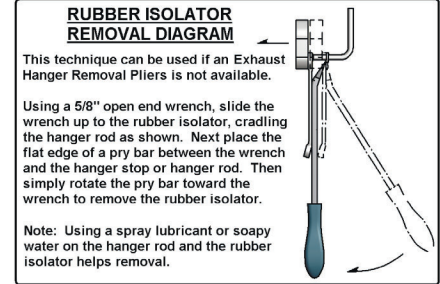 RUBBER ISOLATOR
REMOVAL DIAGRAM
This technique can be used if an Exhaust
Hanger Removal Pliers is not available.
Using a 5/8" open end wrench, slide the
wrench up to the rubber isolator, cradling
the hanger rod as shown. Next place the
flat edge of a pry bar between the wrench
and the hanger stop or hanger rod. Then
simply rotate the pry bar toward the
wrench to remove the rubber isolator.
Note: Using a spray lubricant or soapy
water on the hanger rod and the rubber
isolator helps removal.